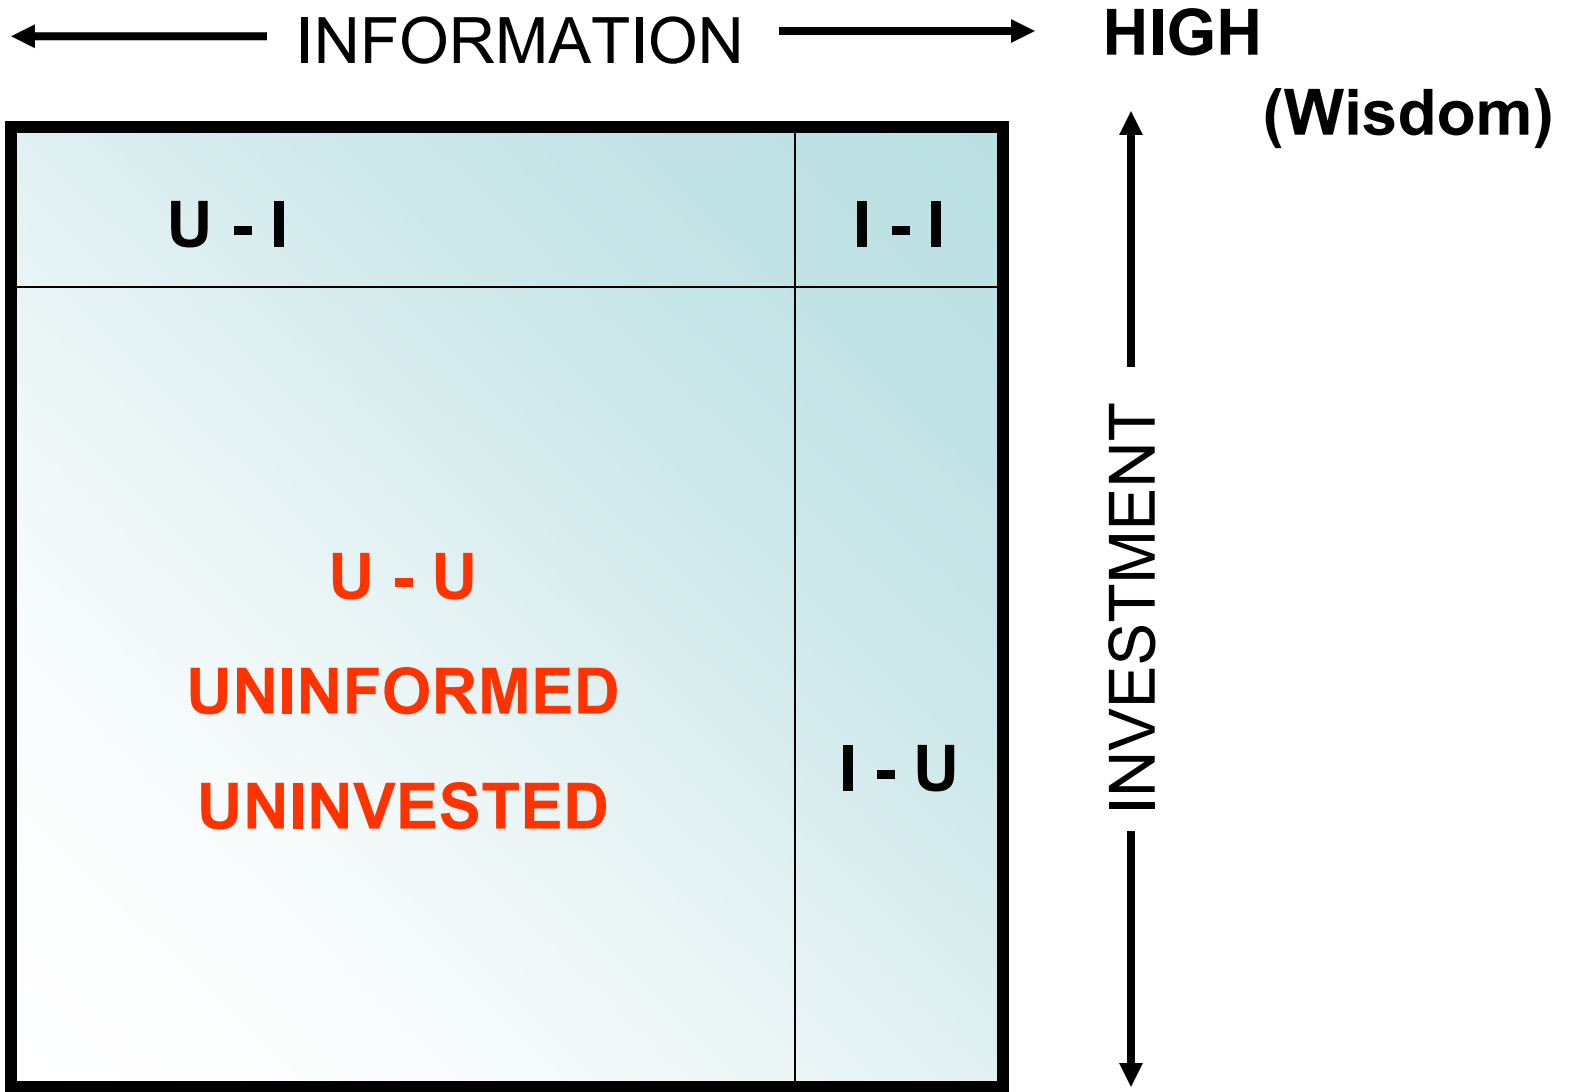 INFORMATION
HIGH
(Wisdom)
U - I
I - I
U - U
UNINFORMED
UNINVESTED
I - U
INVESTMENT